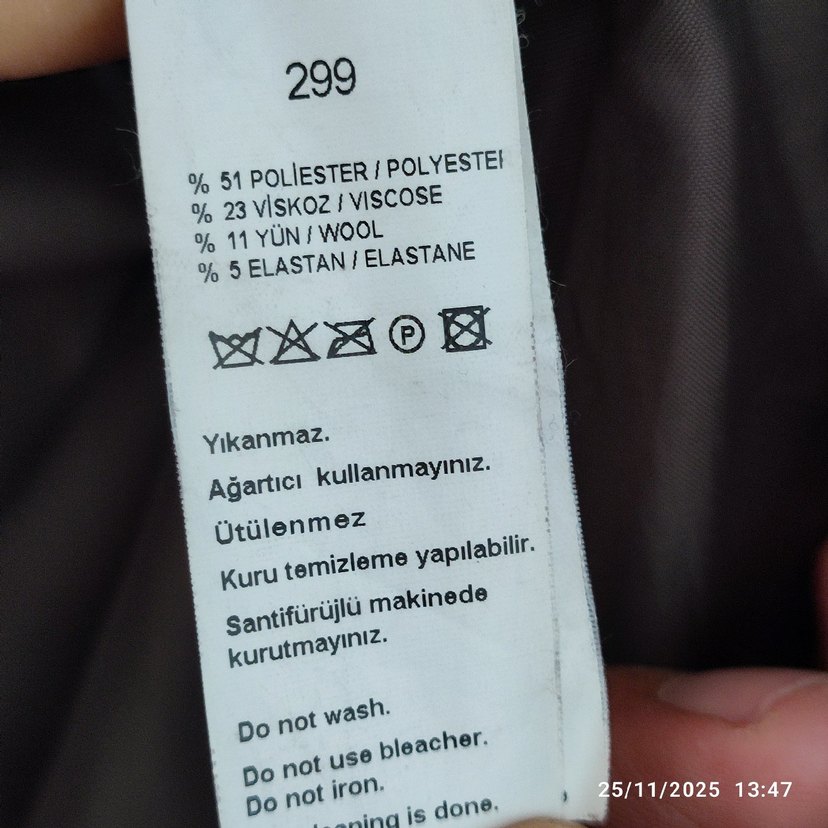 299
% 51 POLİESTER / POLYESTER
% 23 VİSKOZ / VISCOSE
% 11 YÜN / WOOL
% 5 ELASTAN / ELASTANE
P
Yıkanmaz.
Ağartıcı kullanmayınız.
Ütülenmez
Kuru temizleme yapılabilir.
Santifürüjlü makinede
kurutmayınız.
Do not wash.
Do not use bleacher.
Do not iron.
is done.
25/11/2025 13:47